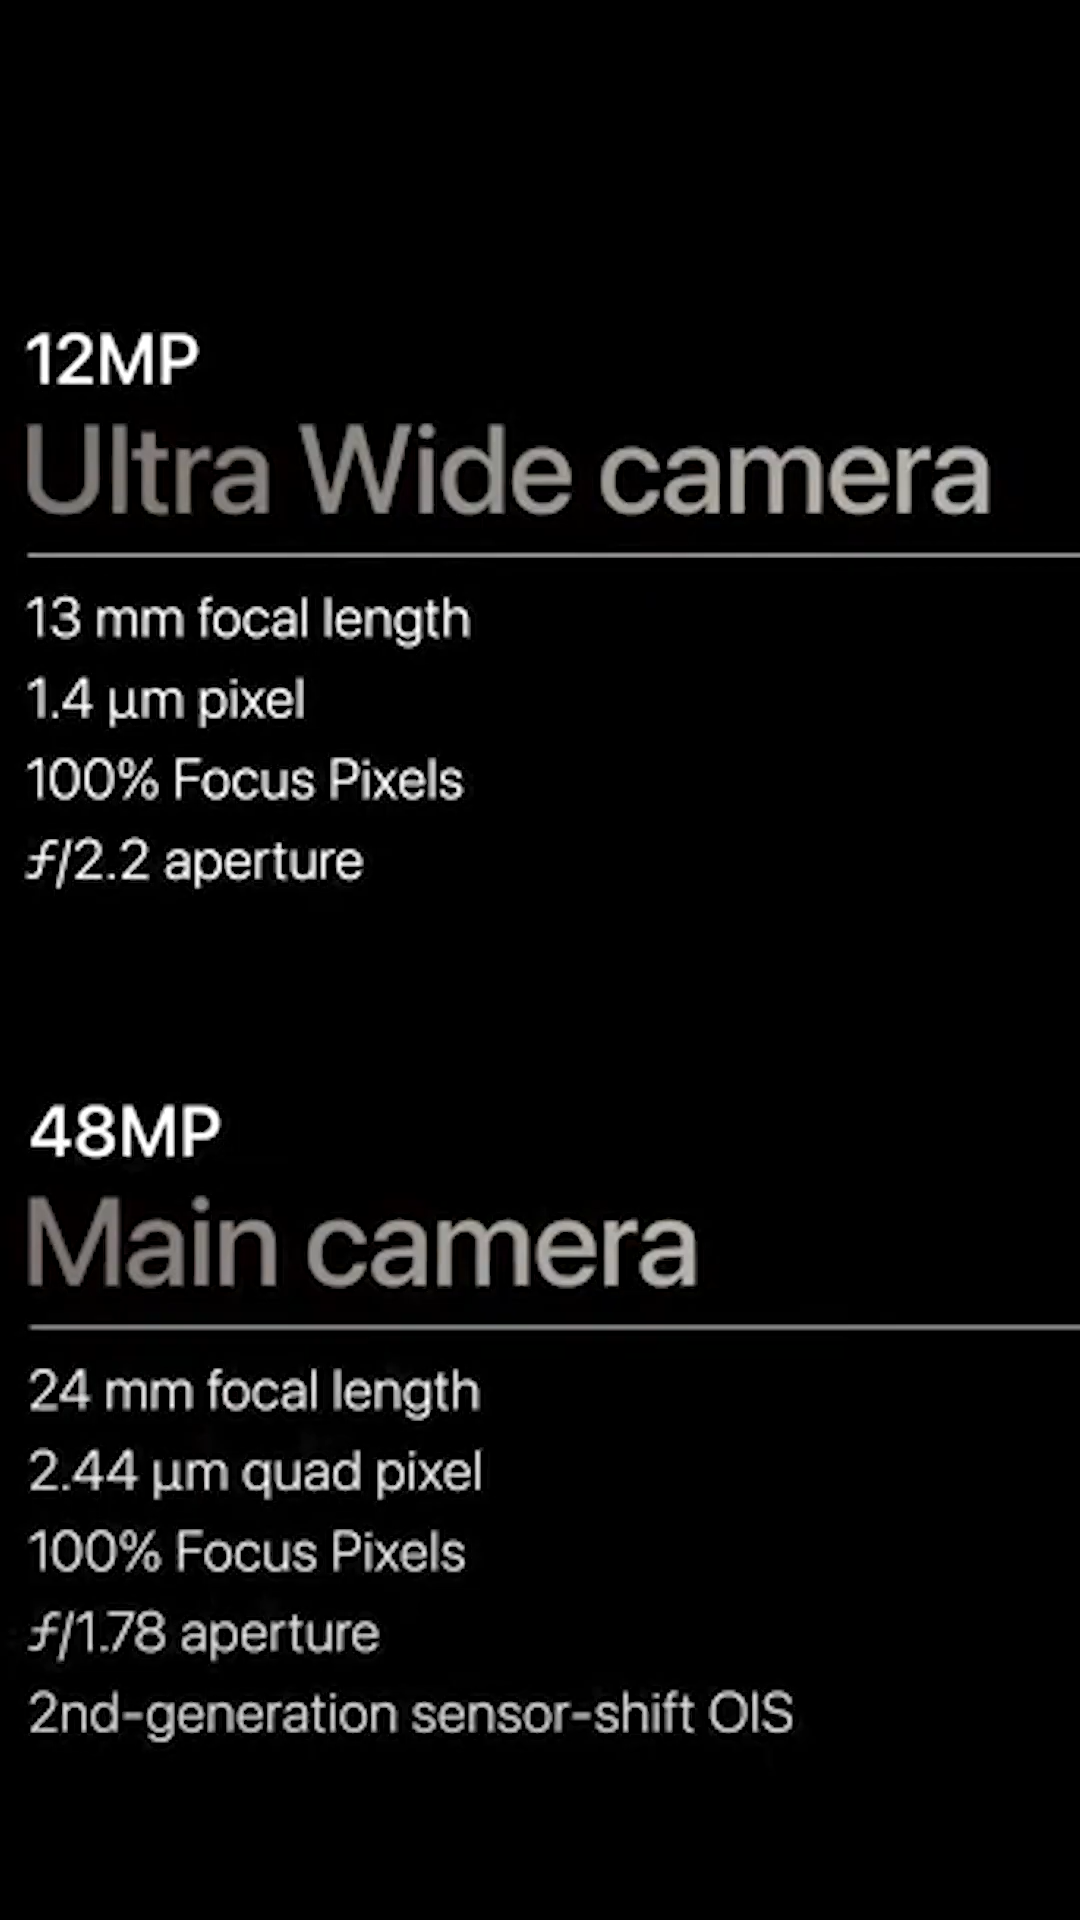 12MP
Ultra Wide camera
13 mm focal length
1.4 µm pixel
100% Focus Pixels
ƒ/2.2 aperture
48MP
Main camera
24 mm focal length
2.44 µm quad pixel
100% Focus Pixels
ƒ/1.78 aperture
2nd-generation sensor-shift OIS